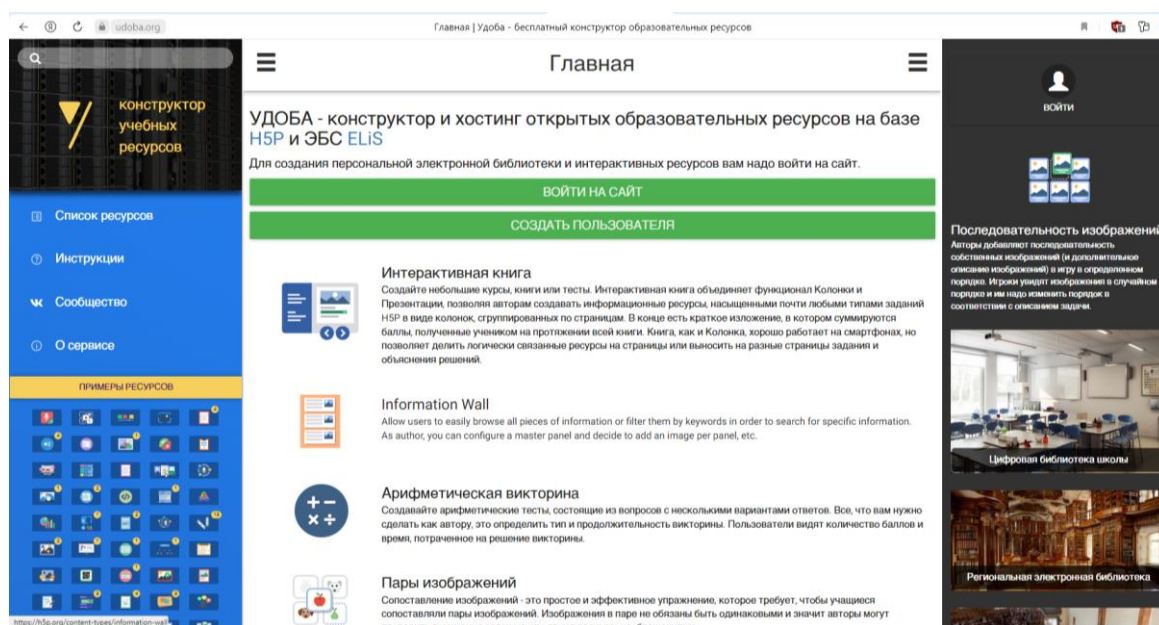 udoba.org
Главная | Удоба - бесплатный конструктор образовательных ресурсов
конструктор
учебных
ресурсов
Список ресурсов
Инструкции
Сообщество
О сервисе
ПРИМЕРЫ РЕСУРСОВ
https://h5p.org/content-types/information-wall
Главная
УДОБА - конструктор и хостинг открытых образовательных ресурсов на базе
H5P и ЭБС ELiS
Для создания персональной электронной библиотеки и интерактивных ресурсов вам надо войти на сайт.
ВОЙТИ НА САЙТ
СОЗДАТЬ ПОЛЬЗОВАТЕЛЯ
Интерактивная книга
Создайте небольшие курсы, книги или тесты. Интерактивная книга объединяет функционал Колонки и
Презентации, позволяя авторам создавать информационные ресурсы, насыщенными почти любыми типами заданий
H5P в виде колонок, сгруппированных по страницам. В конце есть краткое изложение, в котором суммируются
баллы, полученные учеником на протяжении всей книги. Книга, как и Колонка, хорошо работает на смартфонах, но
позволяет делить логически связанные ресурсы на страницы или выносить на разные страницы задания и
объяснения решений.
Information Wall
Allow users to easily browse all pieces of information or filter them by keywords in order to search for specific information.
As author, you can configure a master panel and decide to add an image per panel, etc.
Арифметическая викторина
Создавайте арифметические тесты, состоящие из вопросов с несколькими вариантами ответов. Все, что вам нужно
сделать как автору, это определить тип и продолжительность викторины. Пользователи видят количество баллов и
время, потраченное на решение викторины.
Пары изображений
Сопоставление изображений - это простое и эффективное упражнение, которое требует, чтобы учащиеся
сопоставляли пары изображений. Изображения в паре не обязаны быть одинаковыми и значит авторы могут
ВОЙТИ
Последовательность изображений
Авторы добавляют последовательность
собственных изображений (и дополнительное
описание изображений) в игру в определенном
порядке. Игроки увидят изображения в случайном
порядке и им надо изменить порядок в
соответствии с описанием задачи.
Цифровая библиотека школы
Региональная электронная библиотека